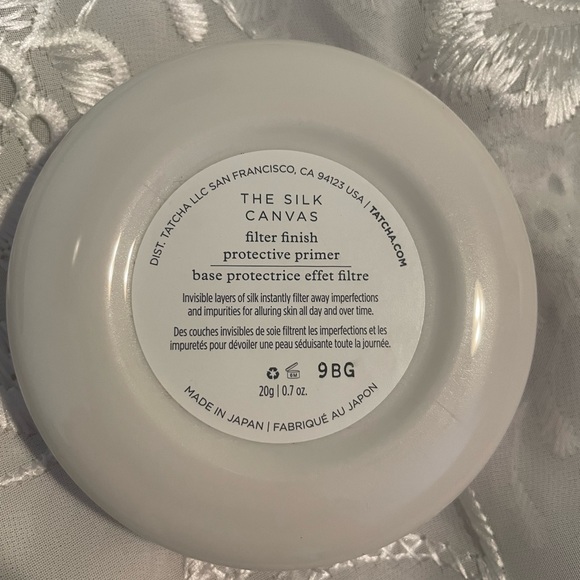 DIST. TATCHA LLC SAN FRANCISCO, CA 94123 USA | TATCHA.COM
THE SILK
CANVAS
filter finish
protective primer
base protectrice effet filtre
Invisible layers of silk instantly filter away imperfections
and impurities for alluring skin all day and over time.
Des couches invisibles de soie filtrent les imperfections et les
impuretés pour dévoiler une peau séduisante toute la journée.
9BG
20g | 0.7 oz.
MADE IN JAPAN | FABRIQUÉ AU JAPON